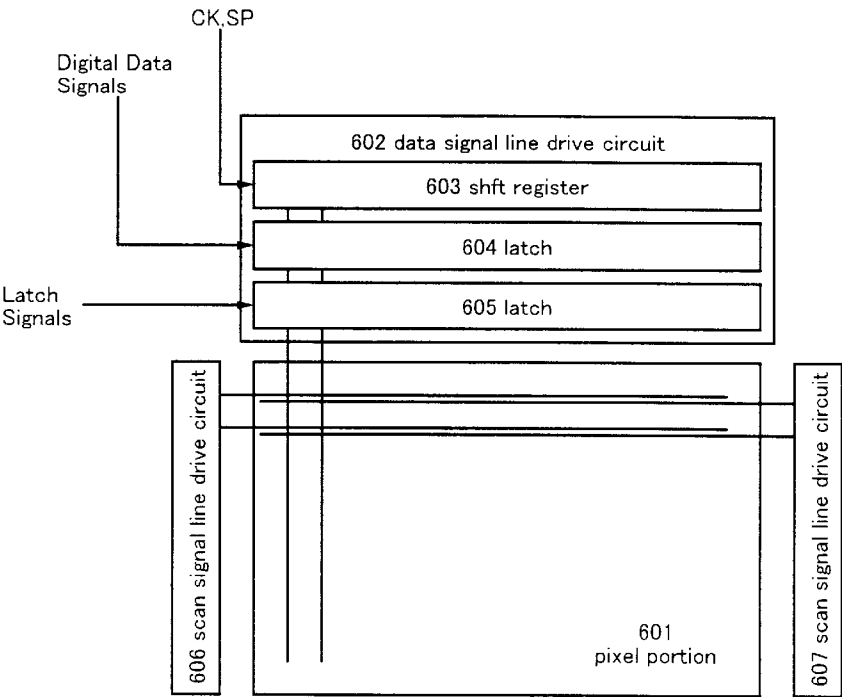 CK,SP
Digital Data
Signals
602 data signal line drive circuit
603 shft register
604 latch
Latch
Signals
605 latch
606 scan signal line drive circuit
607 scan signal line drive circuit
601
pixel portion